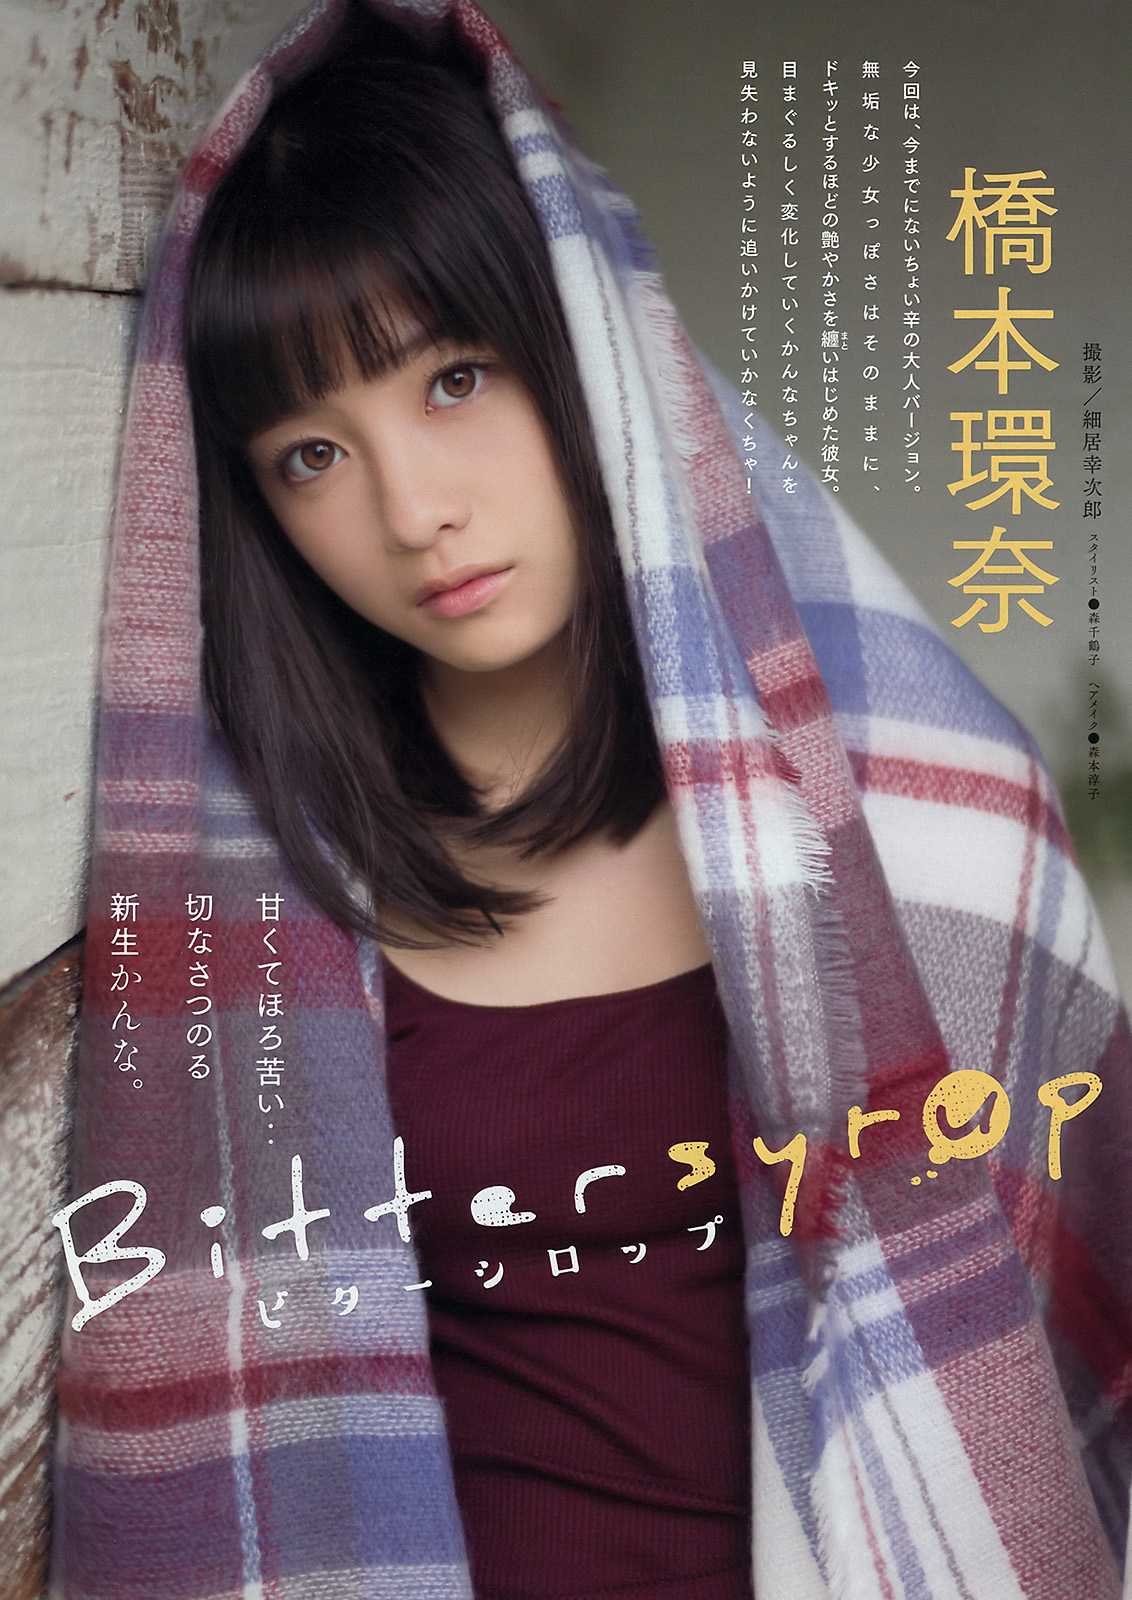 橋本環奈
撮影／細居幸次郎 スタイリスト●森千鶴子 ヘアメイク●森本淳子
今回は、今までにないちょい辛の大人バージョン。
無垢な少女っぽさはそのままに、
ドキッとするほどの艶やかさを纏いはじめた彼女。
まと
目まぐるしく変化していくかんなちゃんを
見失わないように追いかけていかなくちゃ！
甘くてほろ苦い‥
切なさつのる
新生かんな。
Bitter syrup
ビターシロップ